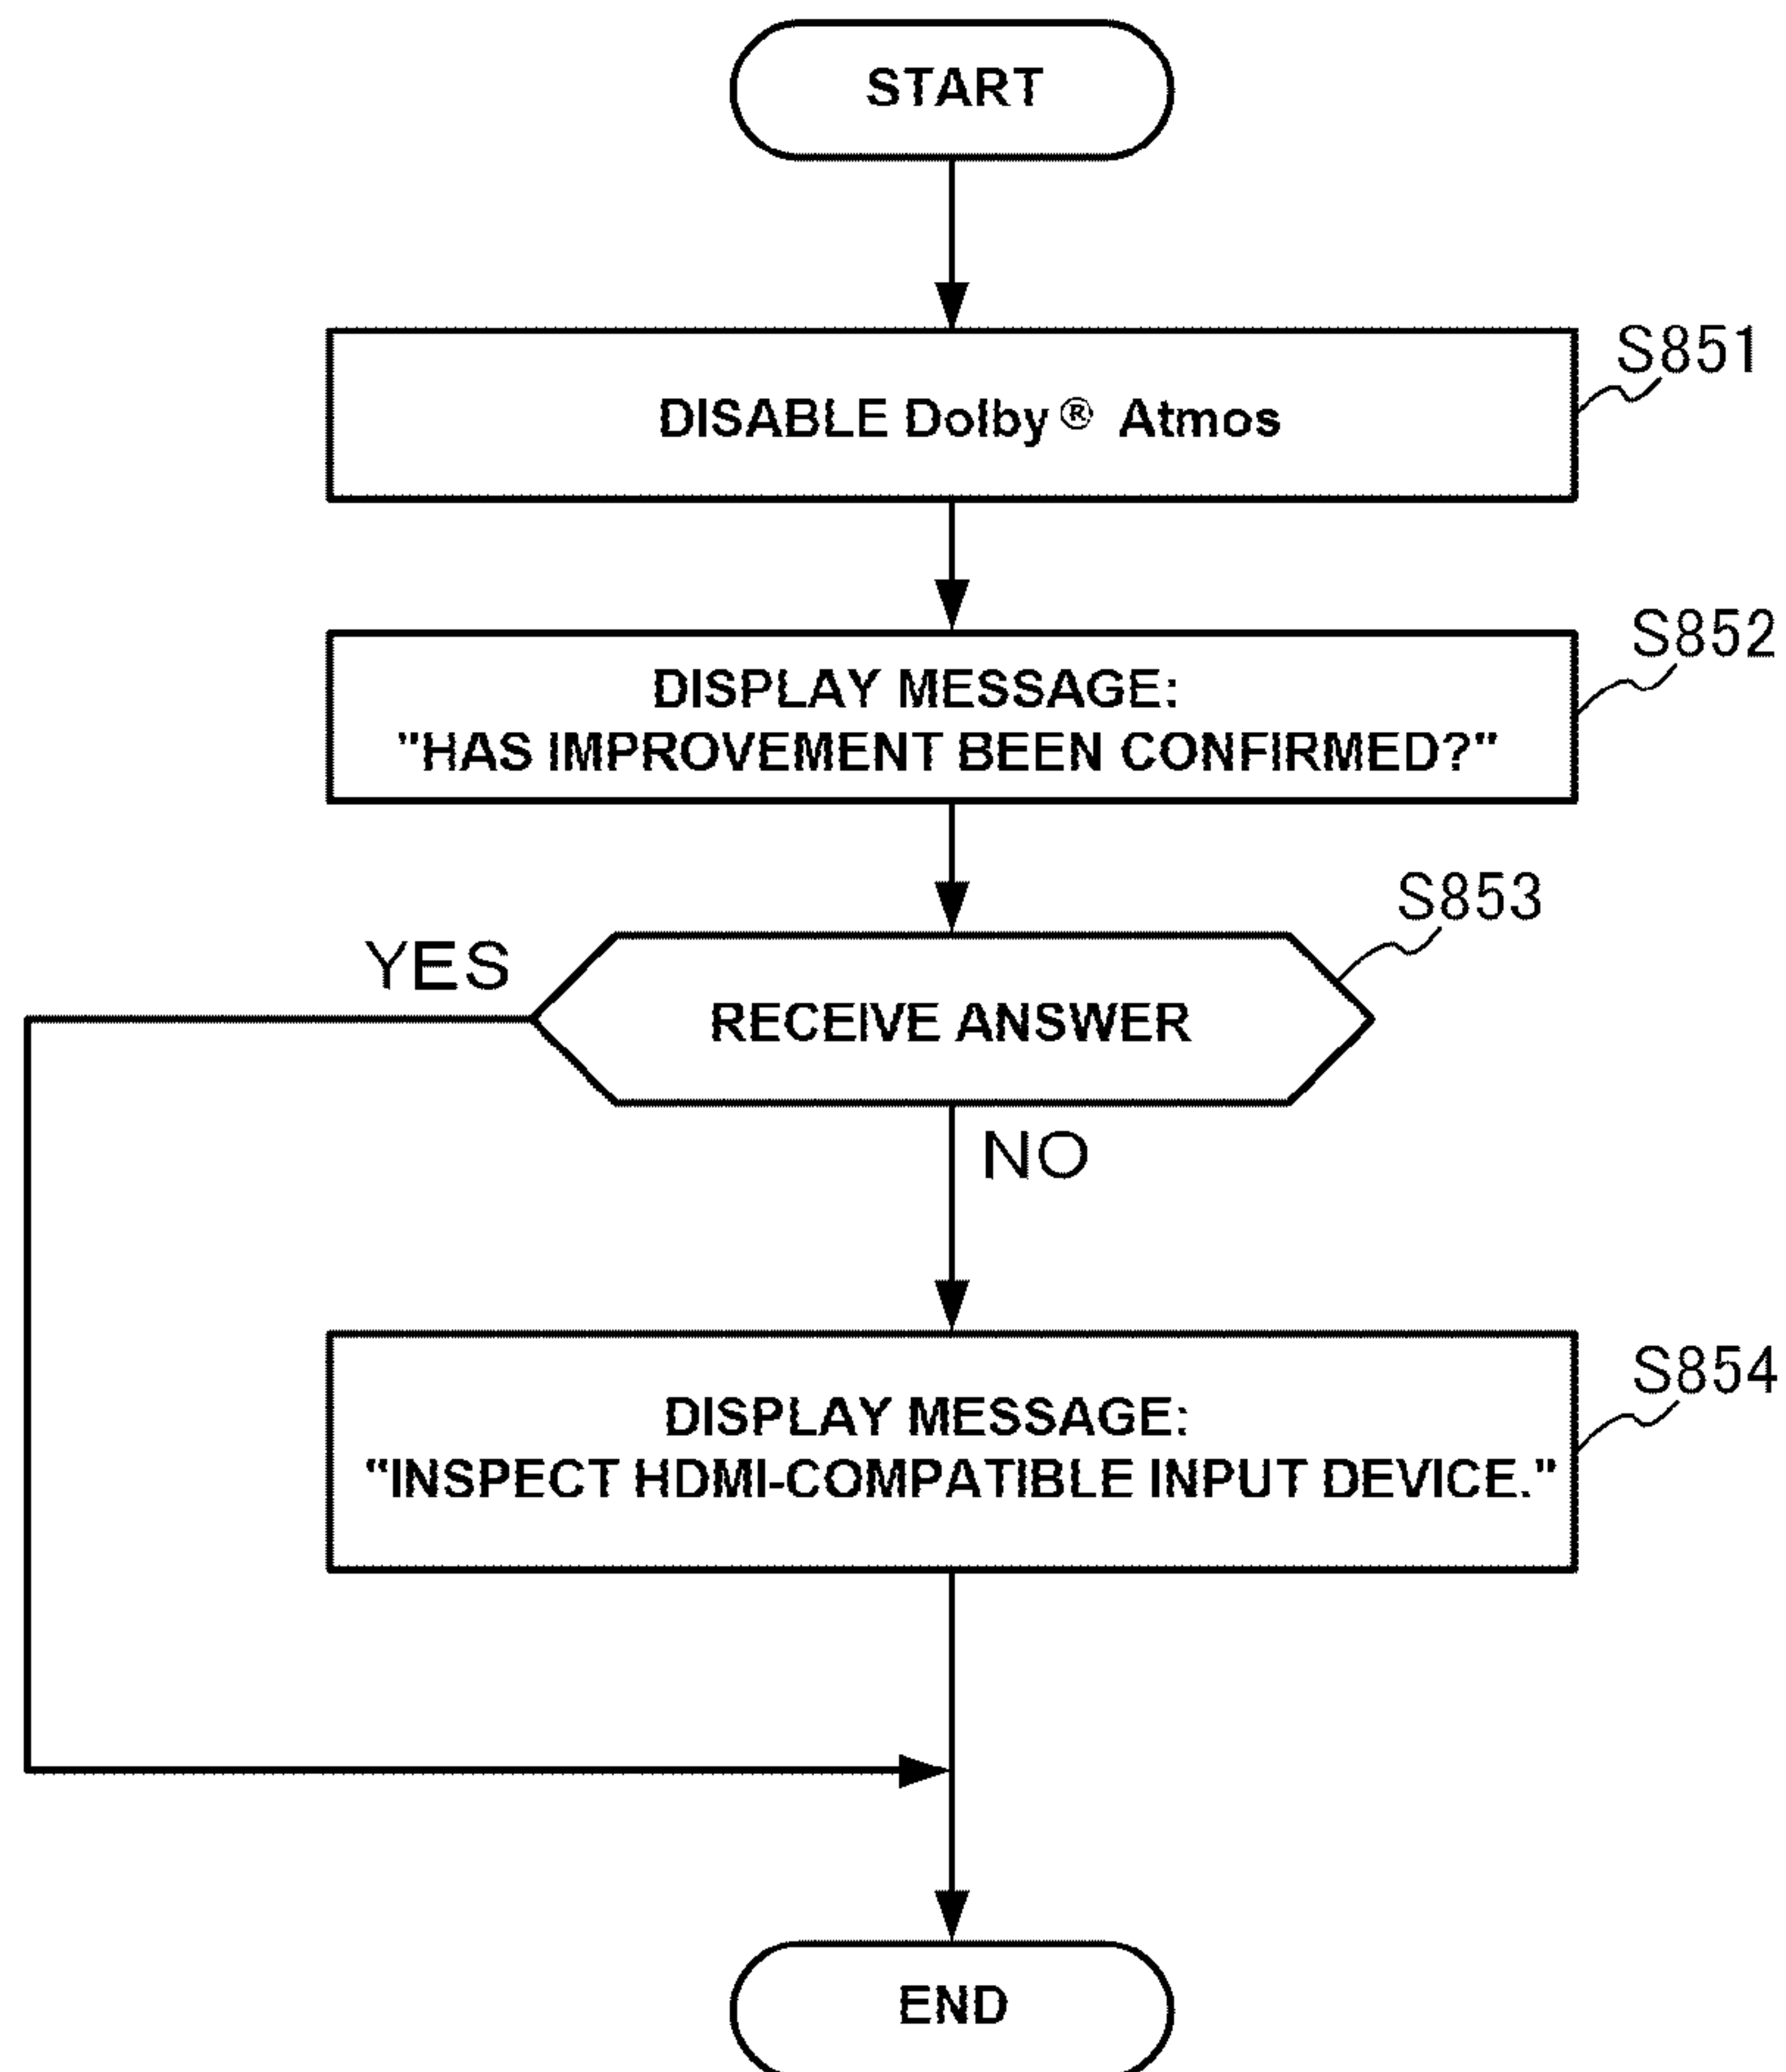 START
S851
DISABLE Dolby® Atmos
S852
DISPLAY MESSAGE:
"HAS IMPROVEMENT BEEN CONFIRMED?"
S853
YES
RECEIVE ANSWER
NO
S854
DISPLAY MESSAGE:
“INSPECT HDMI-COMPATIBLE INPUT DEVICE."
END